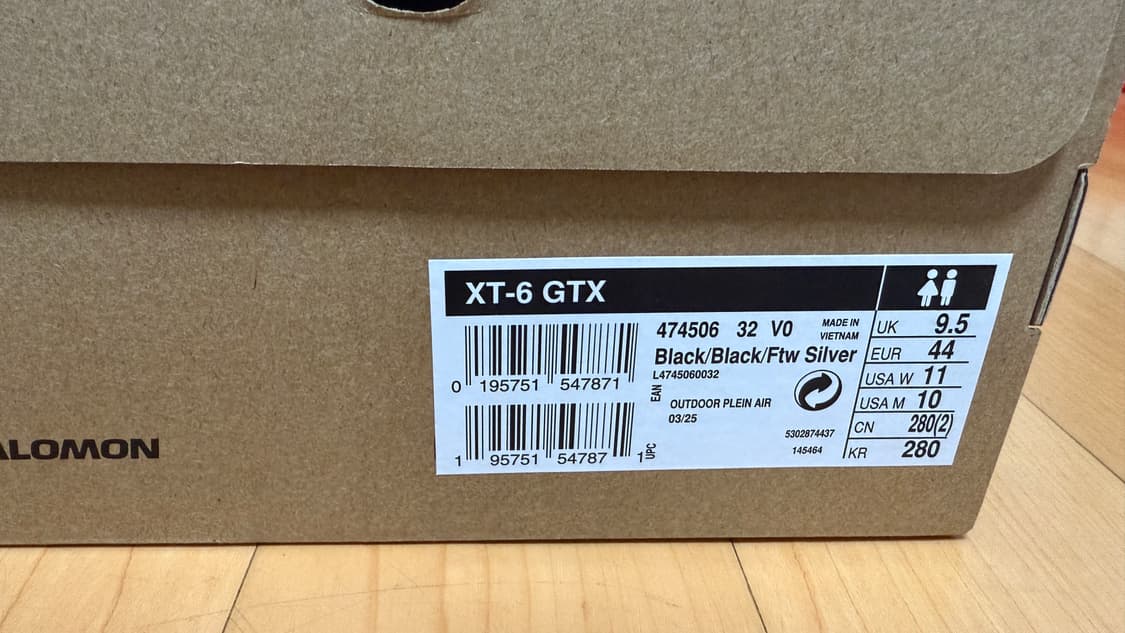 XT-6 GTX
474506 32 V0
MADE IN
VIETNAM
Black/Black/Ftw Silver
L4745060032
0 195751 547871
EAN
OUTDOOR PLEIN AIR
03/25
5302874437
145464
1 95751 54787 1
UPC
UK 9.5
EUR 44
USA W 11
USA M 10
CN 280(2)
KR 280
ALOMON